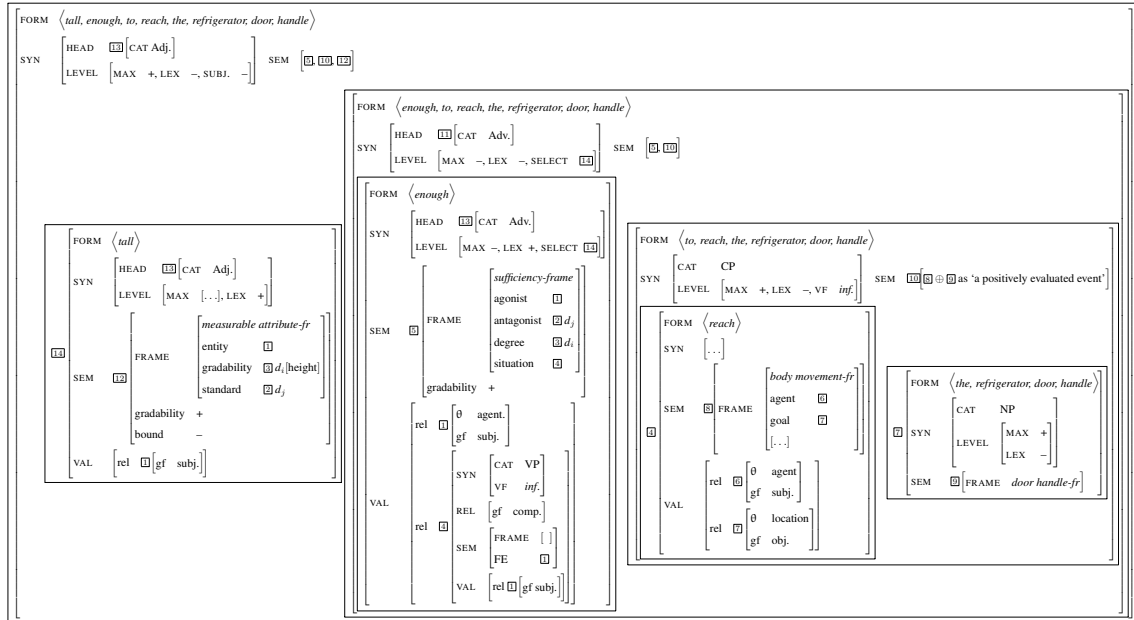 FORM ⟨tall, enough, to, reach, the, refrigerator, door, handle⟩
SYN [HEAD 13 [CAT Adj.]
LEVEL [MAX +, LEX –, SUBJ. –]] SEM [5, 10, 12]
FORM ⟨enough, to, reach, the, refrigerator, door, handle⟩
SYN [HEAD 11 [CAT Adv.]
LEVEL [MAX –, LEX –, SELECT 14]] SEM [5, 10]
14
FORM ⟨tall⟩
SYN [HEAD 13 [CAT Adj.]
LEVEL [MAX [...], LEX +]]
SEM 12
FRAME [measurable attribute-fr
entity 1
gradability 3 dᵢ[height]
standard 2 dⱼ]
gradability +
bound –
VAL [rel 1 [gf subj.]]
FORM ⟨enough⟩
SYN [HEAD 13 [CAT Adv.]
LEVEL [MAX –, LEX +, SELECT 14]]
SEM 5
FRAME [sufficiency-frame
agonist 1
antagonist 2 dⱼ
degree 3 dᵢ
situation 4]
gradability +
VAL
rel 1 [θ agent.
gf subj.]
rel 4
SYN [CAT VP
VF inf.]
REL [gf comp.]
SEM [FRAME [ ]
FE 1]
VAL [rel 1 [gf subj.]]
FORM ⟨to, reach, the, refrigerator, door, handle⟩
SYN [CAT CP
LEVEL [MAX +, LEX –, VF inf.]] SEM 10 [8 ⊕ 9 as ‘a positively evaluated event’]
4
FORM ⟨reach⟩
SYN [...]
SEM 8 [FRAME [body movement-fr
agent 6
goal 7
[...]]]
VAL
rel 6 [θ agent
gf subj.]
rel 7 [θ location
gf obj.]
7
FORM ⟨the, refrigerator, door, handle⟩
SYN [CAT NP
LEVEL [MAX +
LEX –]]
SEM 9 [FRAME door handle-fr]